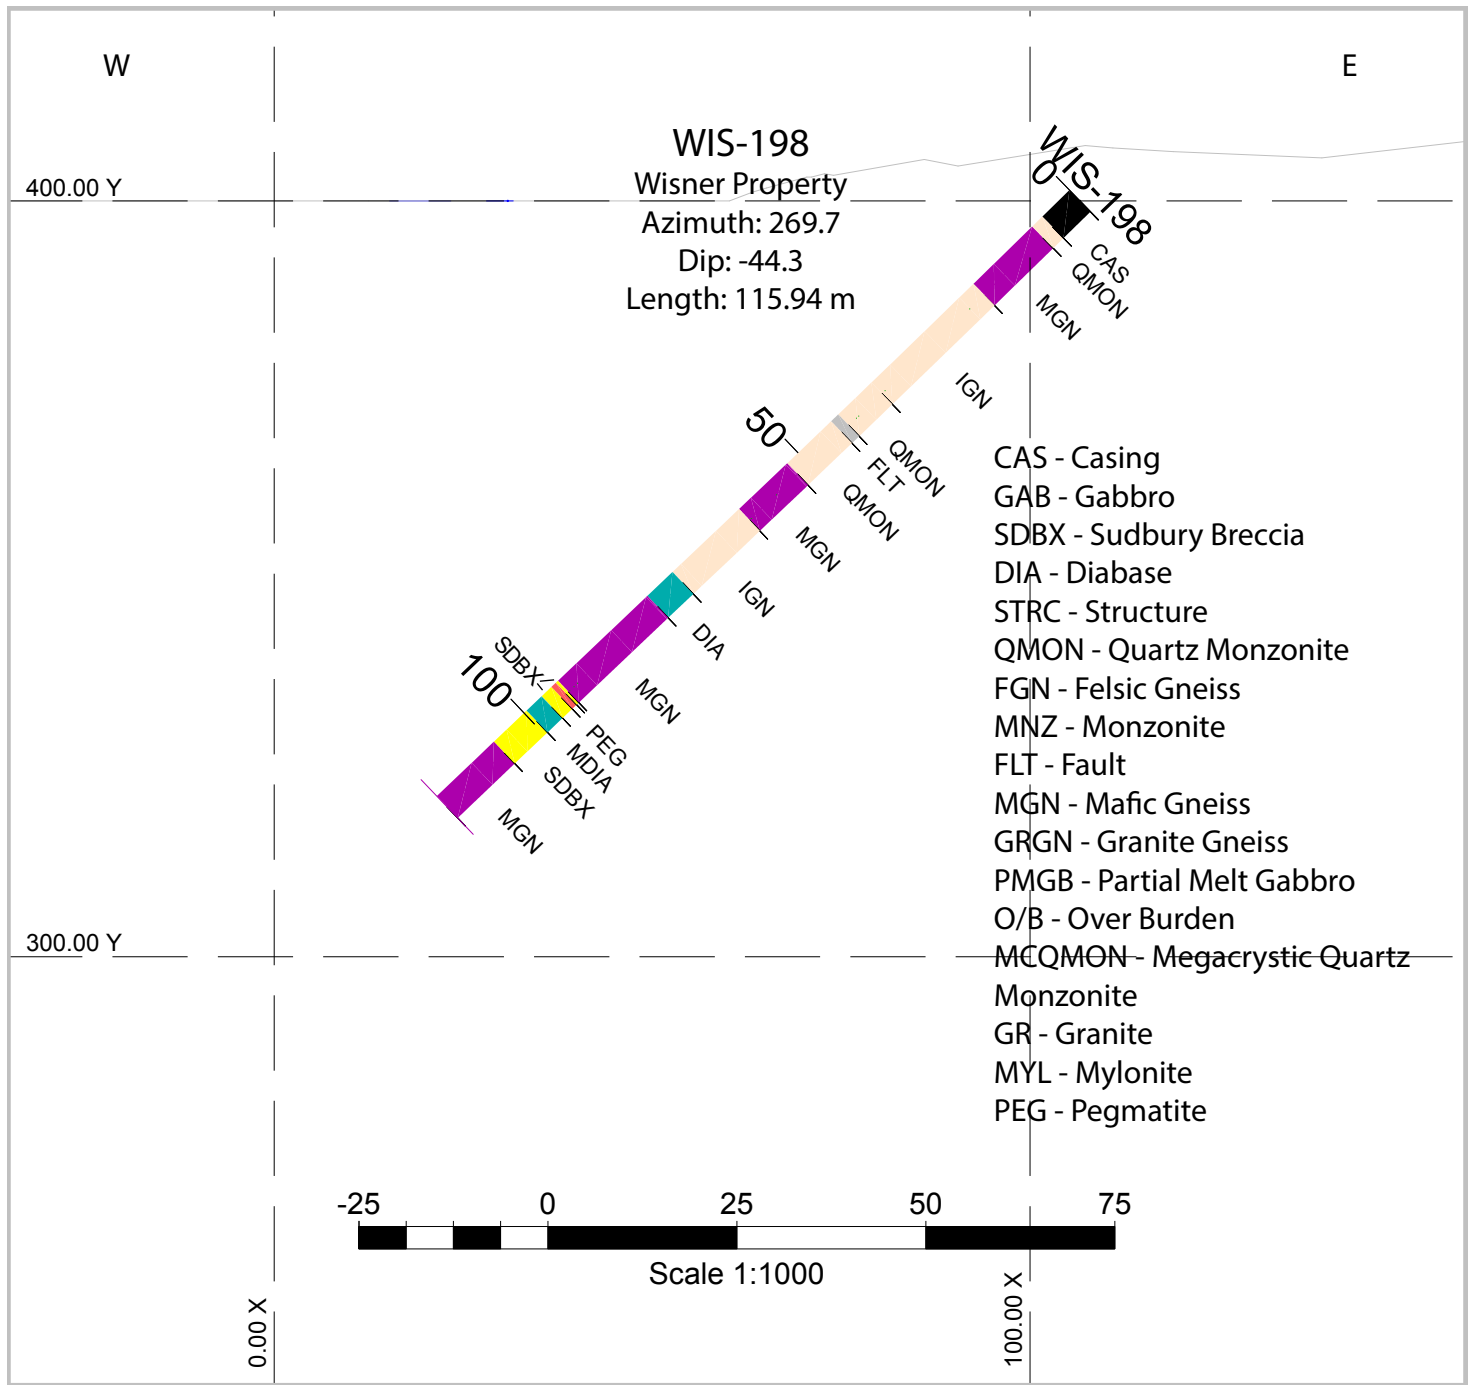 W
E
WIS-198
Wisner Property
Azimuth: 269.7
Dip: -44.3
Length: 115.94 m
400.00 Y
WIS-198
0
CAS
QMON
MGN
IGN
QMON
FLT
QMON
50
MGN
IGN
DIA
MGN
SDBX
100
PEG
MDIA
SDBX
MGN
CAS - Casing
GAB - Gabbro
SDBX - Sudbury Breccia
DIA - Diabase
STRC - Structure
QMON - Quartz Monzonite
FGN - Felsic Gneiss
MNZ - Monzonite
FLT - Fault
MGN - Mafic Gneiss
GRGN - Granite Gneiss
PMGB - Partial Melt Gabbro
O/B - Over Burden
MCQMON - Megacrystic Quartz
Monzonite
GR - Granite
MYL - Mylonite
PEG - Pegmatite
300.00 Y
-25 0 25 50 75
Scale 1:1000
0.00 X
100.00 X